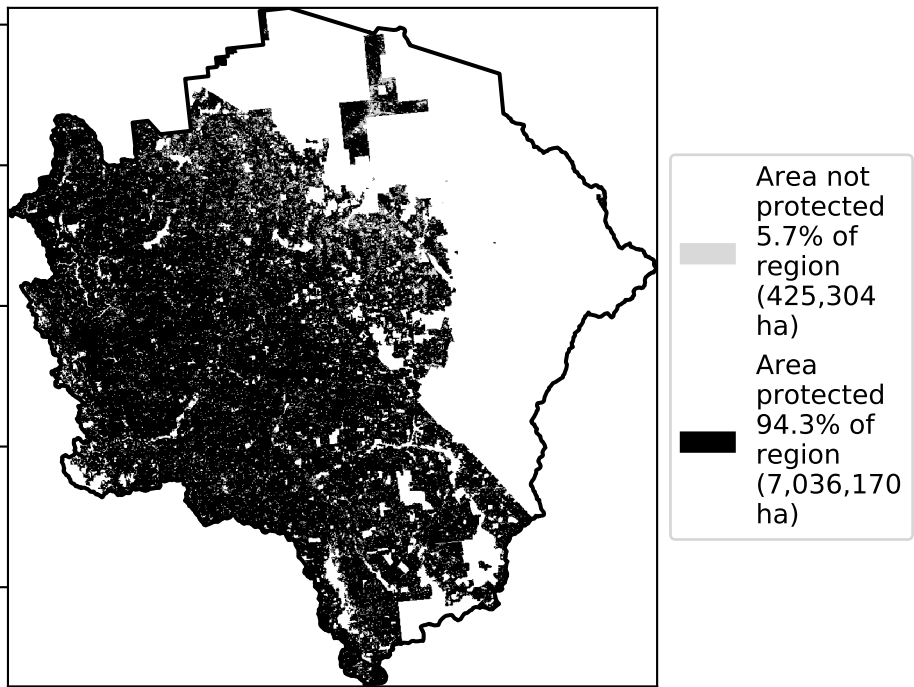 Area not
protected
5.7% of
region
(425,304
ha)
Area
protected
94.3% of
region
(7,036,170
ha)